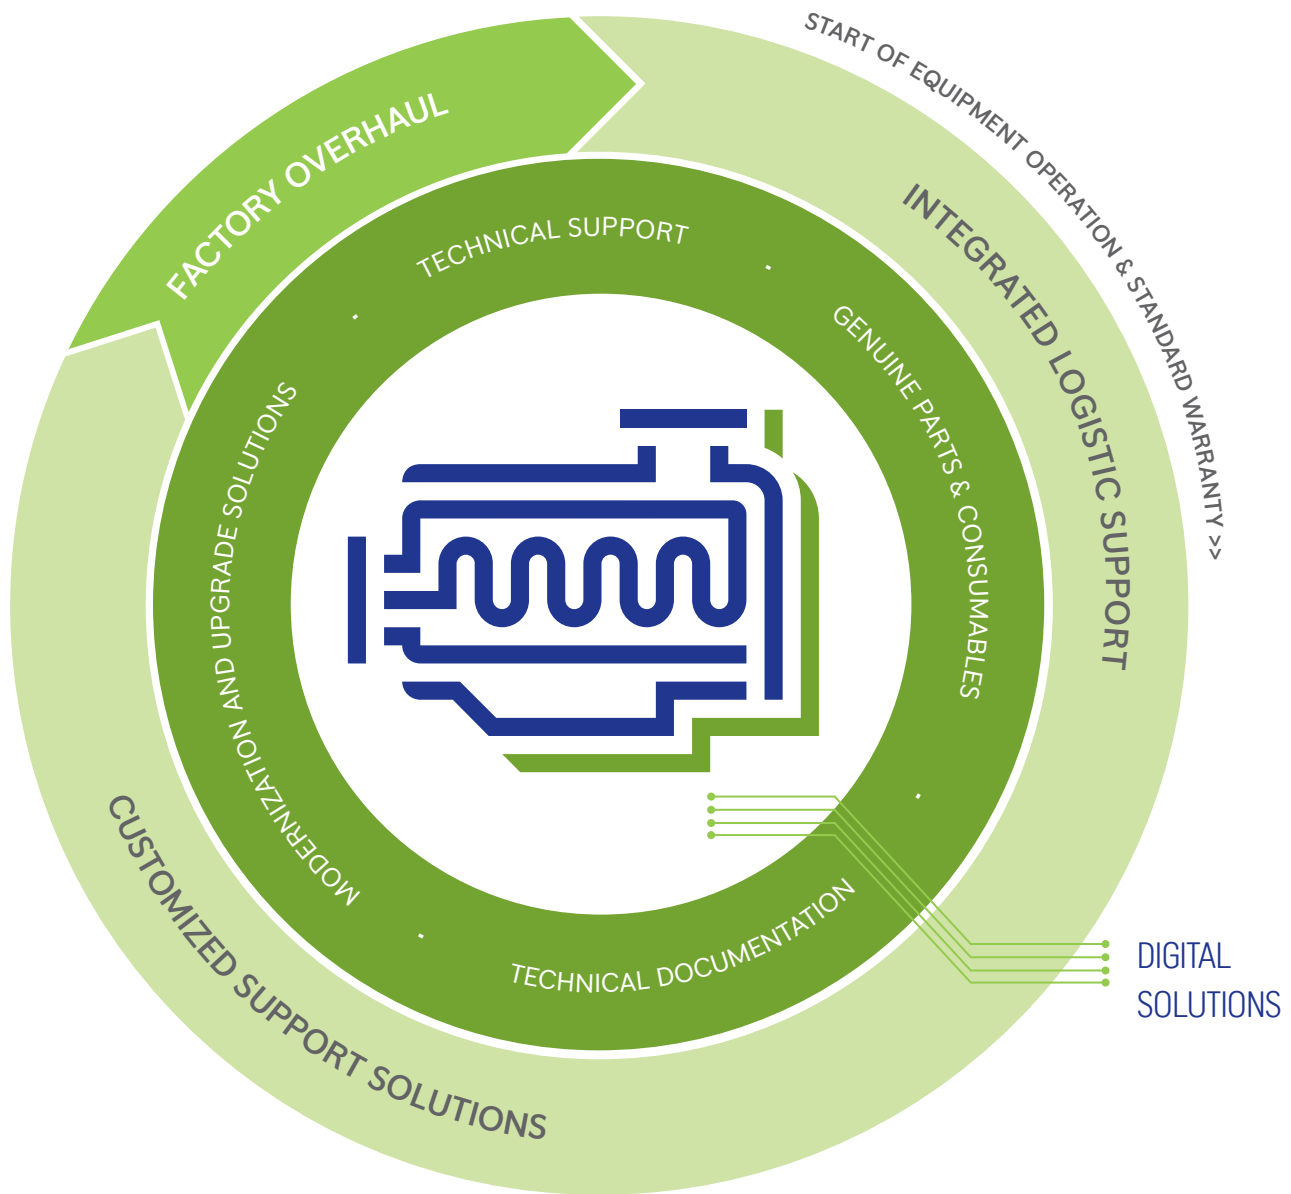 START OF EQUIPMENT OPERATION & STANDARD WARRANTY >>
FACTORY OVERHAUL
INTEGRATED LOGISTIC SUPPORT
CUSTOMIZED SUPPORT SOLUTIONS
TECHNICAL SUPPORT
GENUINE PARTS & CONSUMABLES
TECHNICAL DOCUMENTATION
MODERNIZATION AND UPGRADE SOLUTIONS
DIGITAL
SOLUTIONS